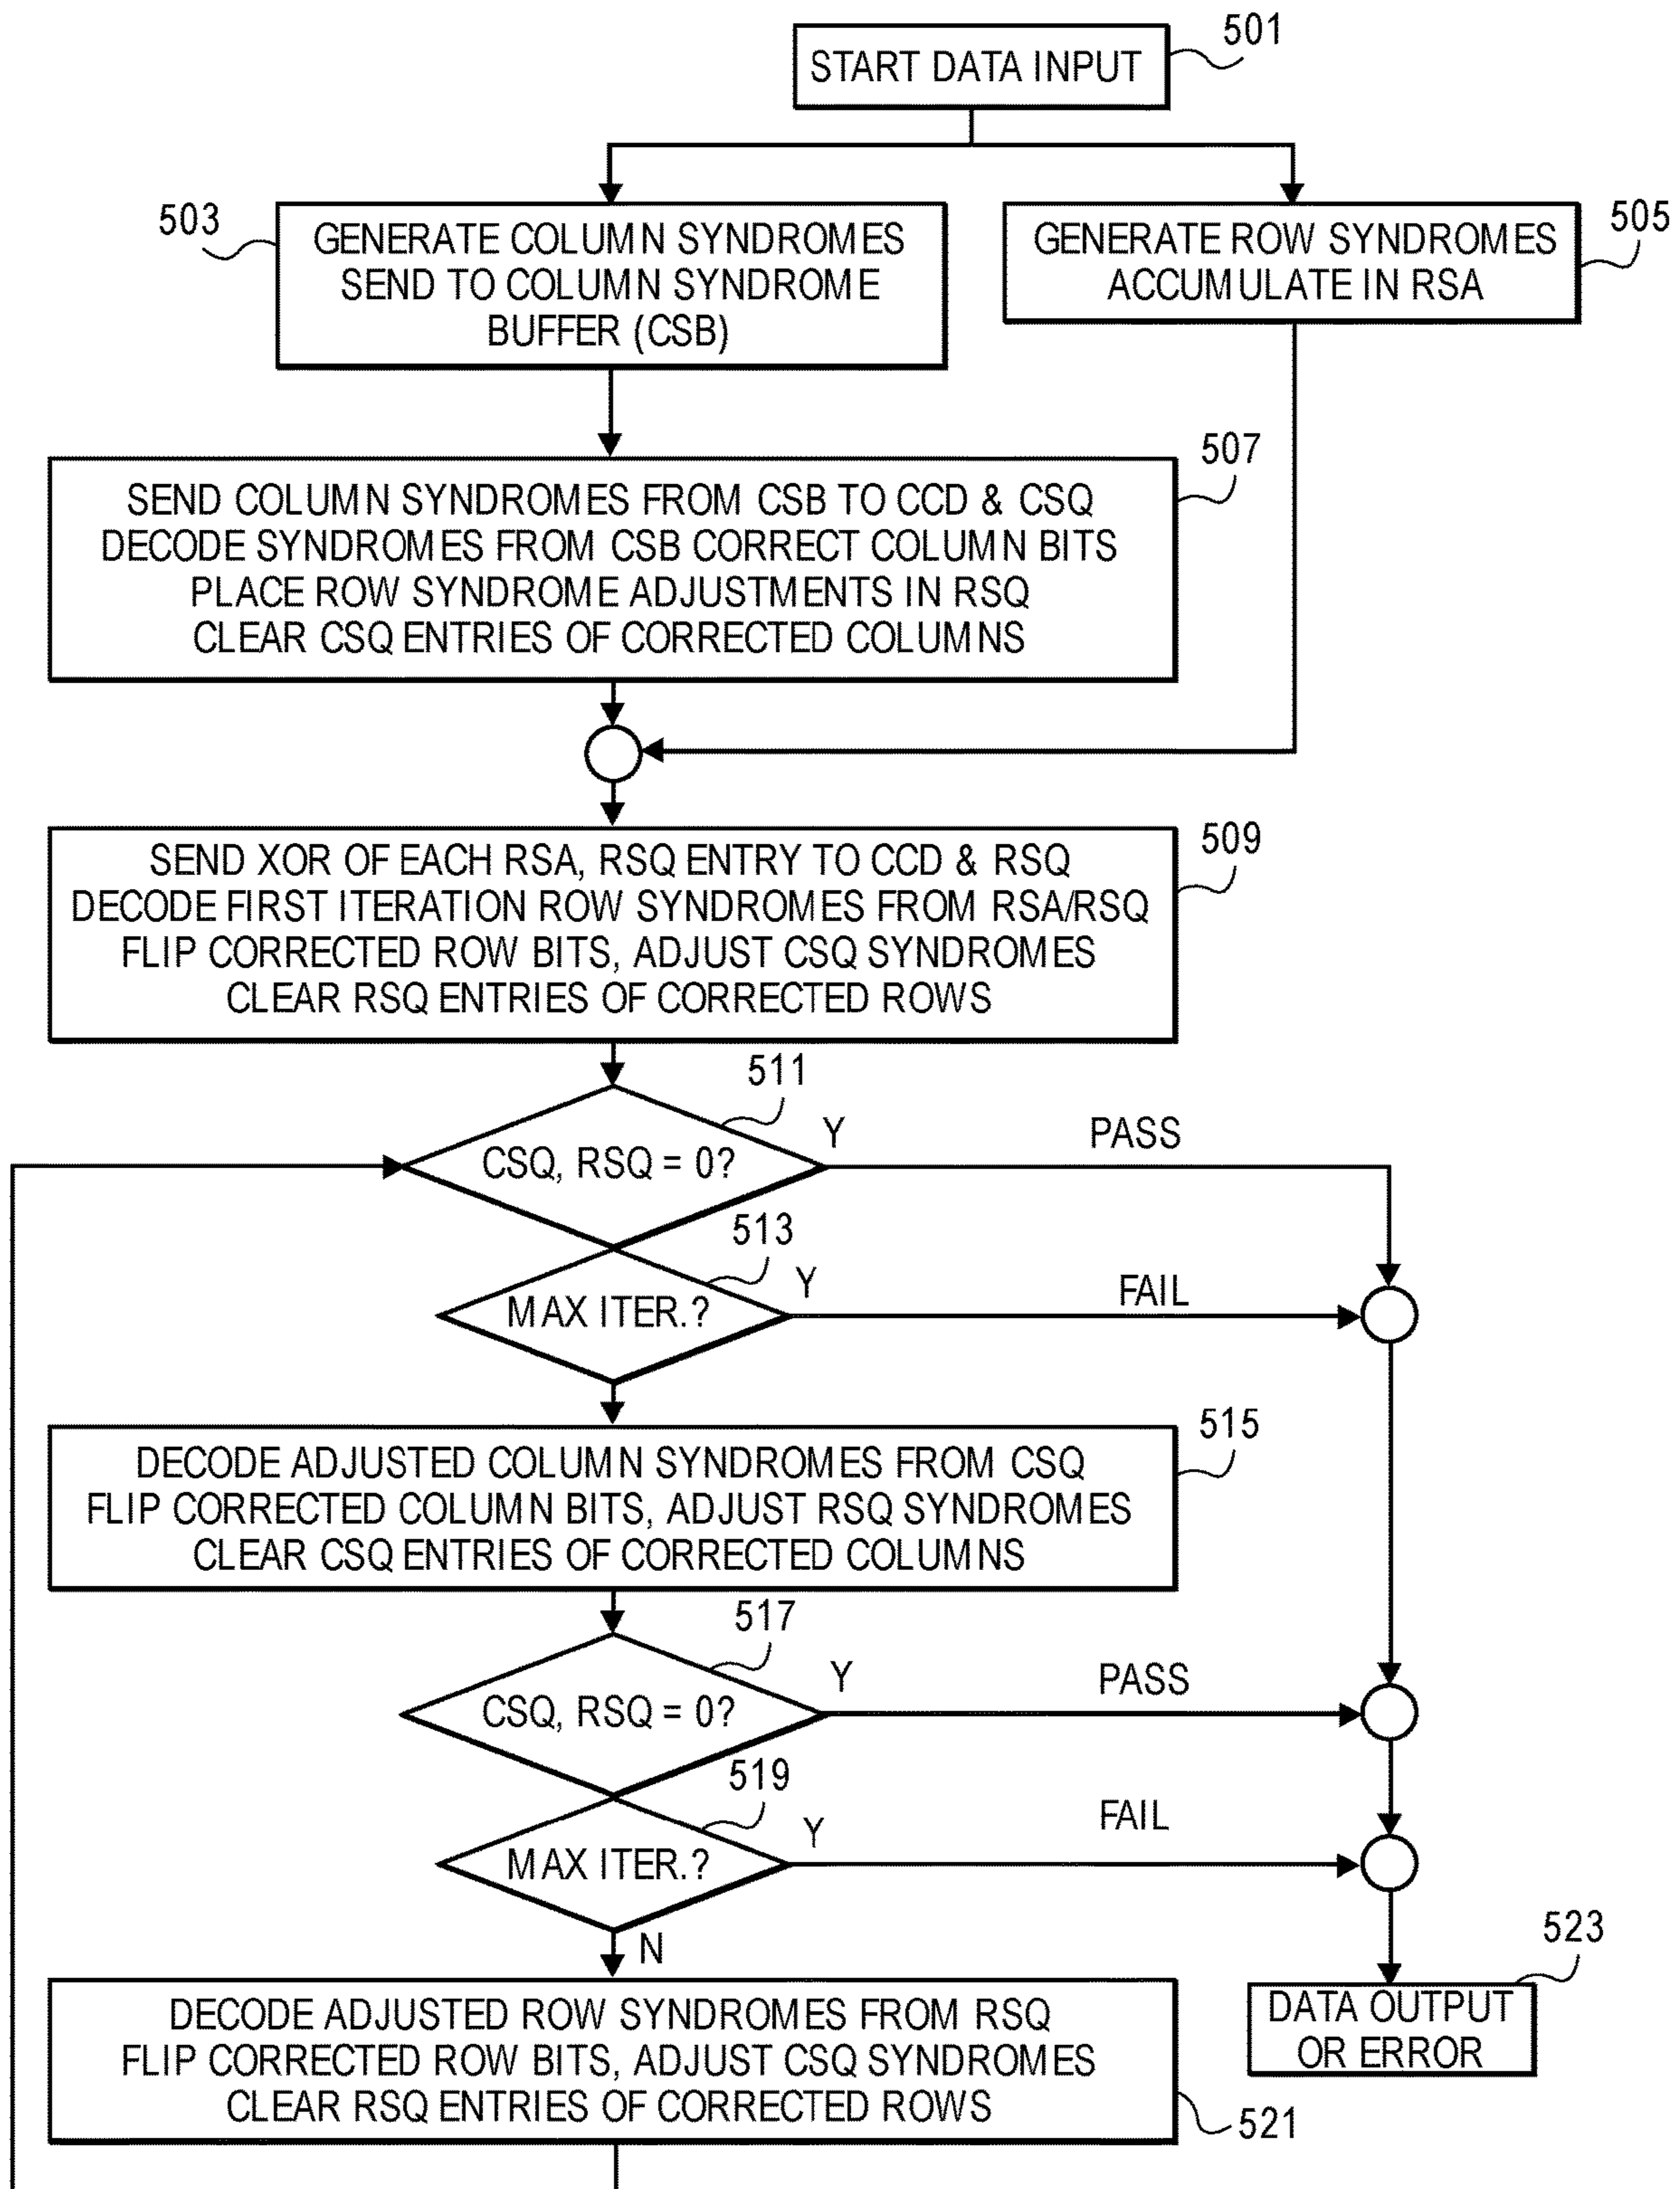 501
START DATA INPUT
503
GENERATE COLUMN SYNDROMES
SEND TO COLUMN SYNDROME
BUFFER (CSB)
505
GENERATE ROW SYNDROMES
ACCUMULATE IN RSA
507
SEND COLUMN SYNDROMES FROM CSB TO CCD & CSQ
DECODE SYNDROMES FROM CSB CORRECT COLUMN BITS
PLACE ROW SYNDROME ADJUSTMENTS IN RSQ
CLEAR CSQ ENTRIES OF CORRECTED COLUMNS
509
SEND XOR OF EACH RSA, RSQ ENTRY TO CCD & RSQ
DECODE FIRST ITERATION ROW SYNDROMES FROM RSA/RSQ
FLIP CORRECTED ROW BITS, ADJUST CSQ SYNDROMES
CLEAR RSQ ENTRIES OF CORRECTED ROWS
511
CSQ, RSQ = 0?
Y
PASS
513
MAX ITER.?
Y
FAIL
515
DECODE ADJUSTED COLUMN SYNDROMES FROM CSQ
FLIP CORRECTED COLUMN BITS, ADJUST RSQ SYNDROMES
CLEAR CSQ ENTRIES OF CORRECTED COLUMNS
517
CSQ, RSQ = 0?
Y
PASS
519
MAX ITER.?
Y
FAIL
N
523
DATA OUTPUT
OR ERROR
DECODE ADJUSTED ROW SYNDROMES FROM RSQ
FLIP CORRECTED ROW BITS, ADJUST CSQ SYNDROMES
CLEAR RSQ ENTRIES OF CORRECTED ROWS
521